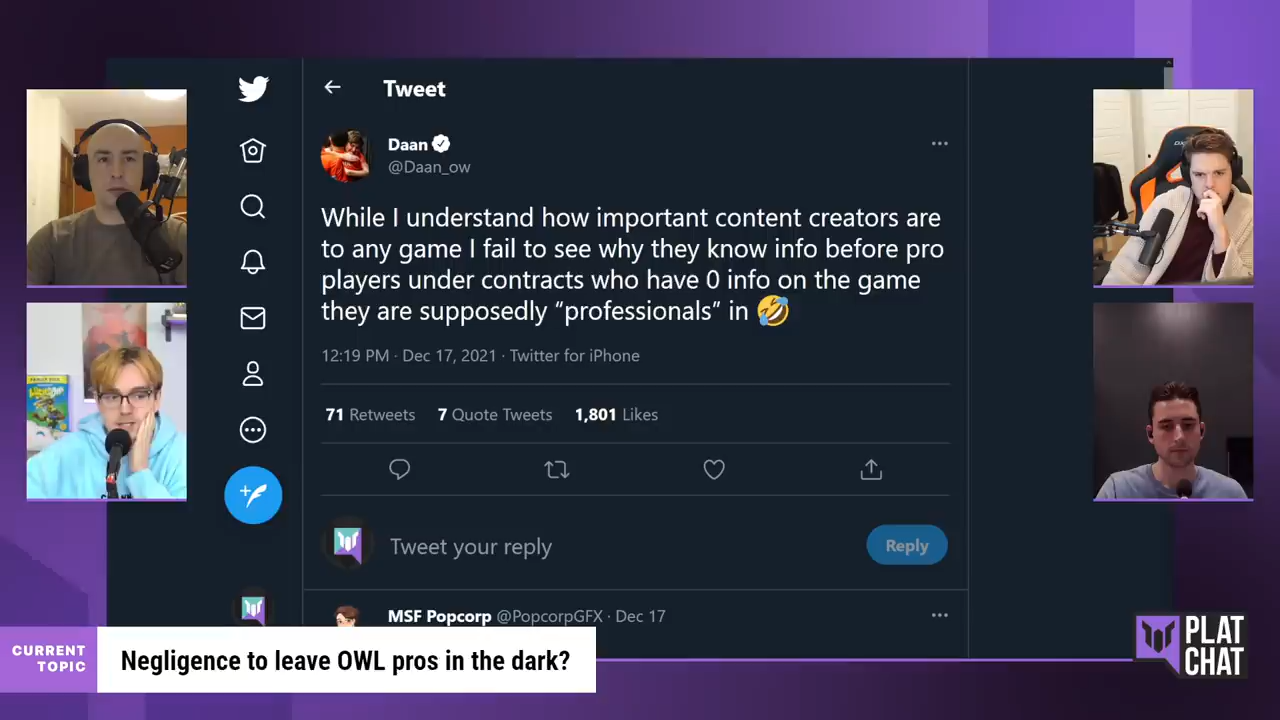 Tweet
Daan
@Daan_ow
While I understand how important content creators are
to any game I fail to see why they know info before pro
players under contracts who have 0 info on the game
they are supposedly “professionals” in 🤣
12:19 PM · Dec 17, 2021 · Twitter for iPhone
71 Retweets 7 Quote Tweets 1,801 Likes
Tweet your reply
Reply
MSF Popcorp @PopcorpGFX · Dec 17
CURRENT
TOPIC
Negligence to leave OWL pros in the dark?
PLAT
CHAT